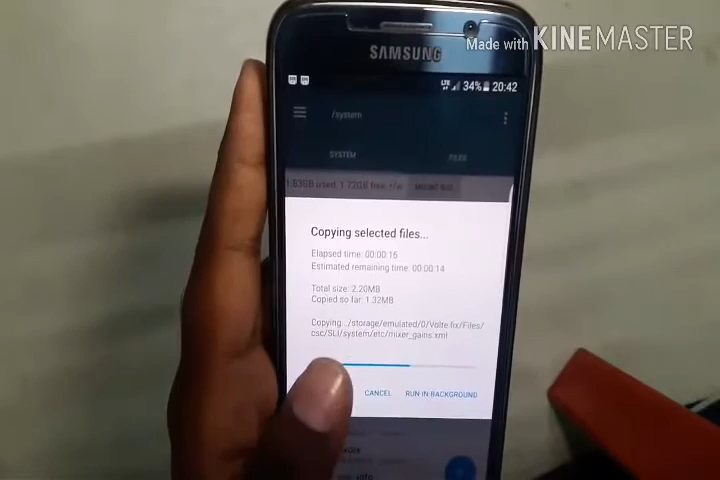 Made with KINEMASTER
SAMSUNG
LTE 34% 20:42
/system
SYSTEM
Copying selected files...
Elapsed time: 00:00:15
Estimated remaining time: 00:00:14
Total size: 2.20MB
Copied so far: 1.32MB
Copying.../storage/emulated/0/Volte fix/Files/
csc/SLI/system/etc/mixer_gains.xml
CANCEL RUN IN BACKGROUND